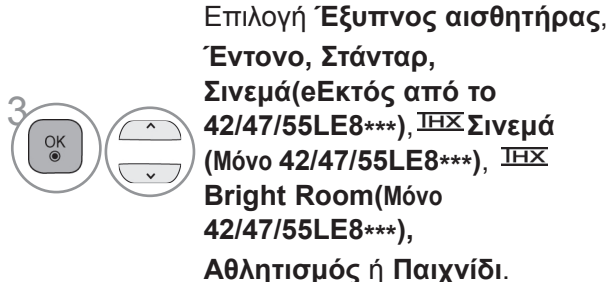 Επιλογή Έξυπνος αισθητήρας,
Έντονο, Στάνταρ,
Σινεμά(eΕκτός από το
42/47/55LE8***), THX Σινεμά
(Μόνο 42/47/55LE8***), THX
Bright Room(Μόνο
42/47/55LE8***),
Αθλητισμός ή Παιχνίδι.
3
OK